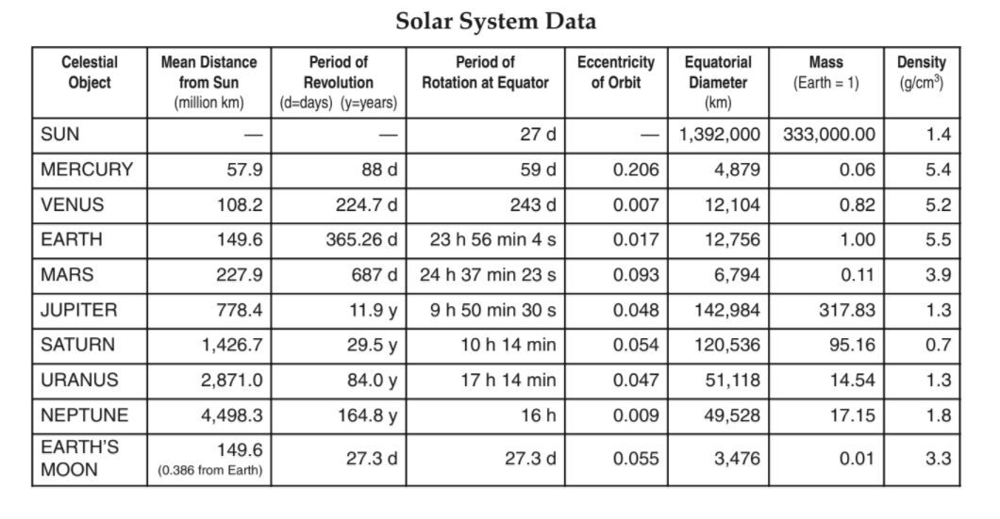 Solar System Data
Celestial Object Mean Distance from Sun (million km) Period of Revolution (d=days) (y=years) Period of Rotation at Equator Eccentricity of Orbit Equatorial Diameter (km) Mass (Earth = 1) Density (g/cm³)
SUN — — 27 d — 1,392,000 333,000.00 1.4
MERCURY 57.9 88 d 59 d 0.206 4,879 0.06 5.4
VENUS 108.2 224.7 d 243 d 0.007 12,104 0.82 5.2
EARTH 149.6 365.26 d 23 h 56 min 4 s 0.017 12,756 1.00 5.5
MARS 227.9 687 d 24 h 37 min 23 s 0.093 6,794 0.11 3.9
JUPITER 778.4 11.9 y 9 h 50 min 30 s 0.048 142,984 317.83 1.3
SATURN 1,426.7 29.5 y 10 h 14 min 0.054 120,536 95.16 0.7
URANUS 2,871.0 84.0 y 17 h 14 min 0.047 51,118 14.54 1.3
NEPTUNE 4,498.3 164.8 y 16 h 0.009 49,528 17.15 1.8
EARTH'S MOON 149.6 (0.386 from Earth) 27.3 d 27.3 d 0.055 3,476 0.01 3.3